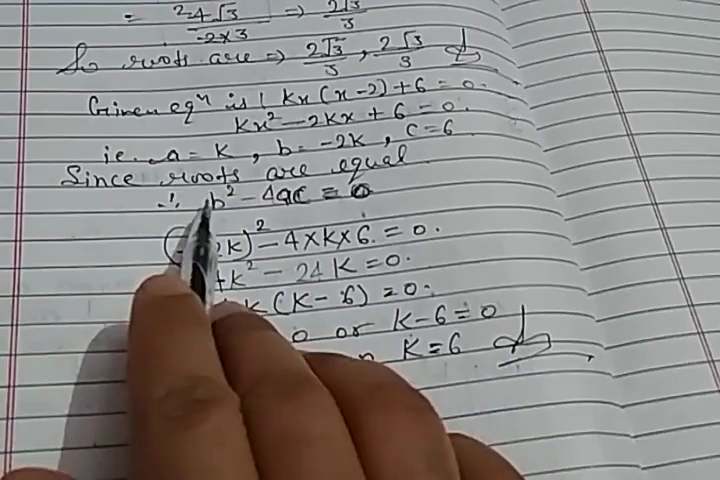 = 24√3 / -2×3 => 2√3/3
So roots are => 2√3/3 , 2√3/3
Given eqn is Kx(x-2)+6=0.
Kx²-2Kx+6=0.
ie. a=K, b=-2K, c=6
Since roots are equal
∴ b²-4ac=0
K)²-4×K×6=0.
K²-24K=0.
K(K-6)=0.
0 or K-6=0
K=6